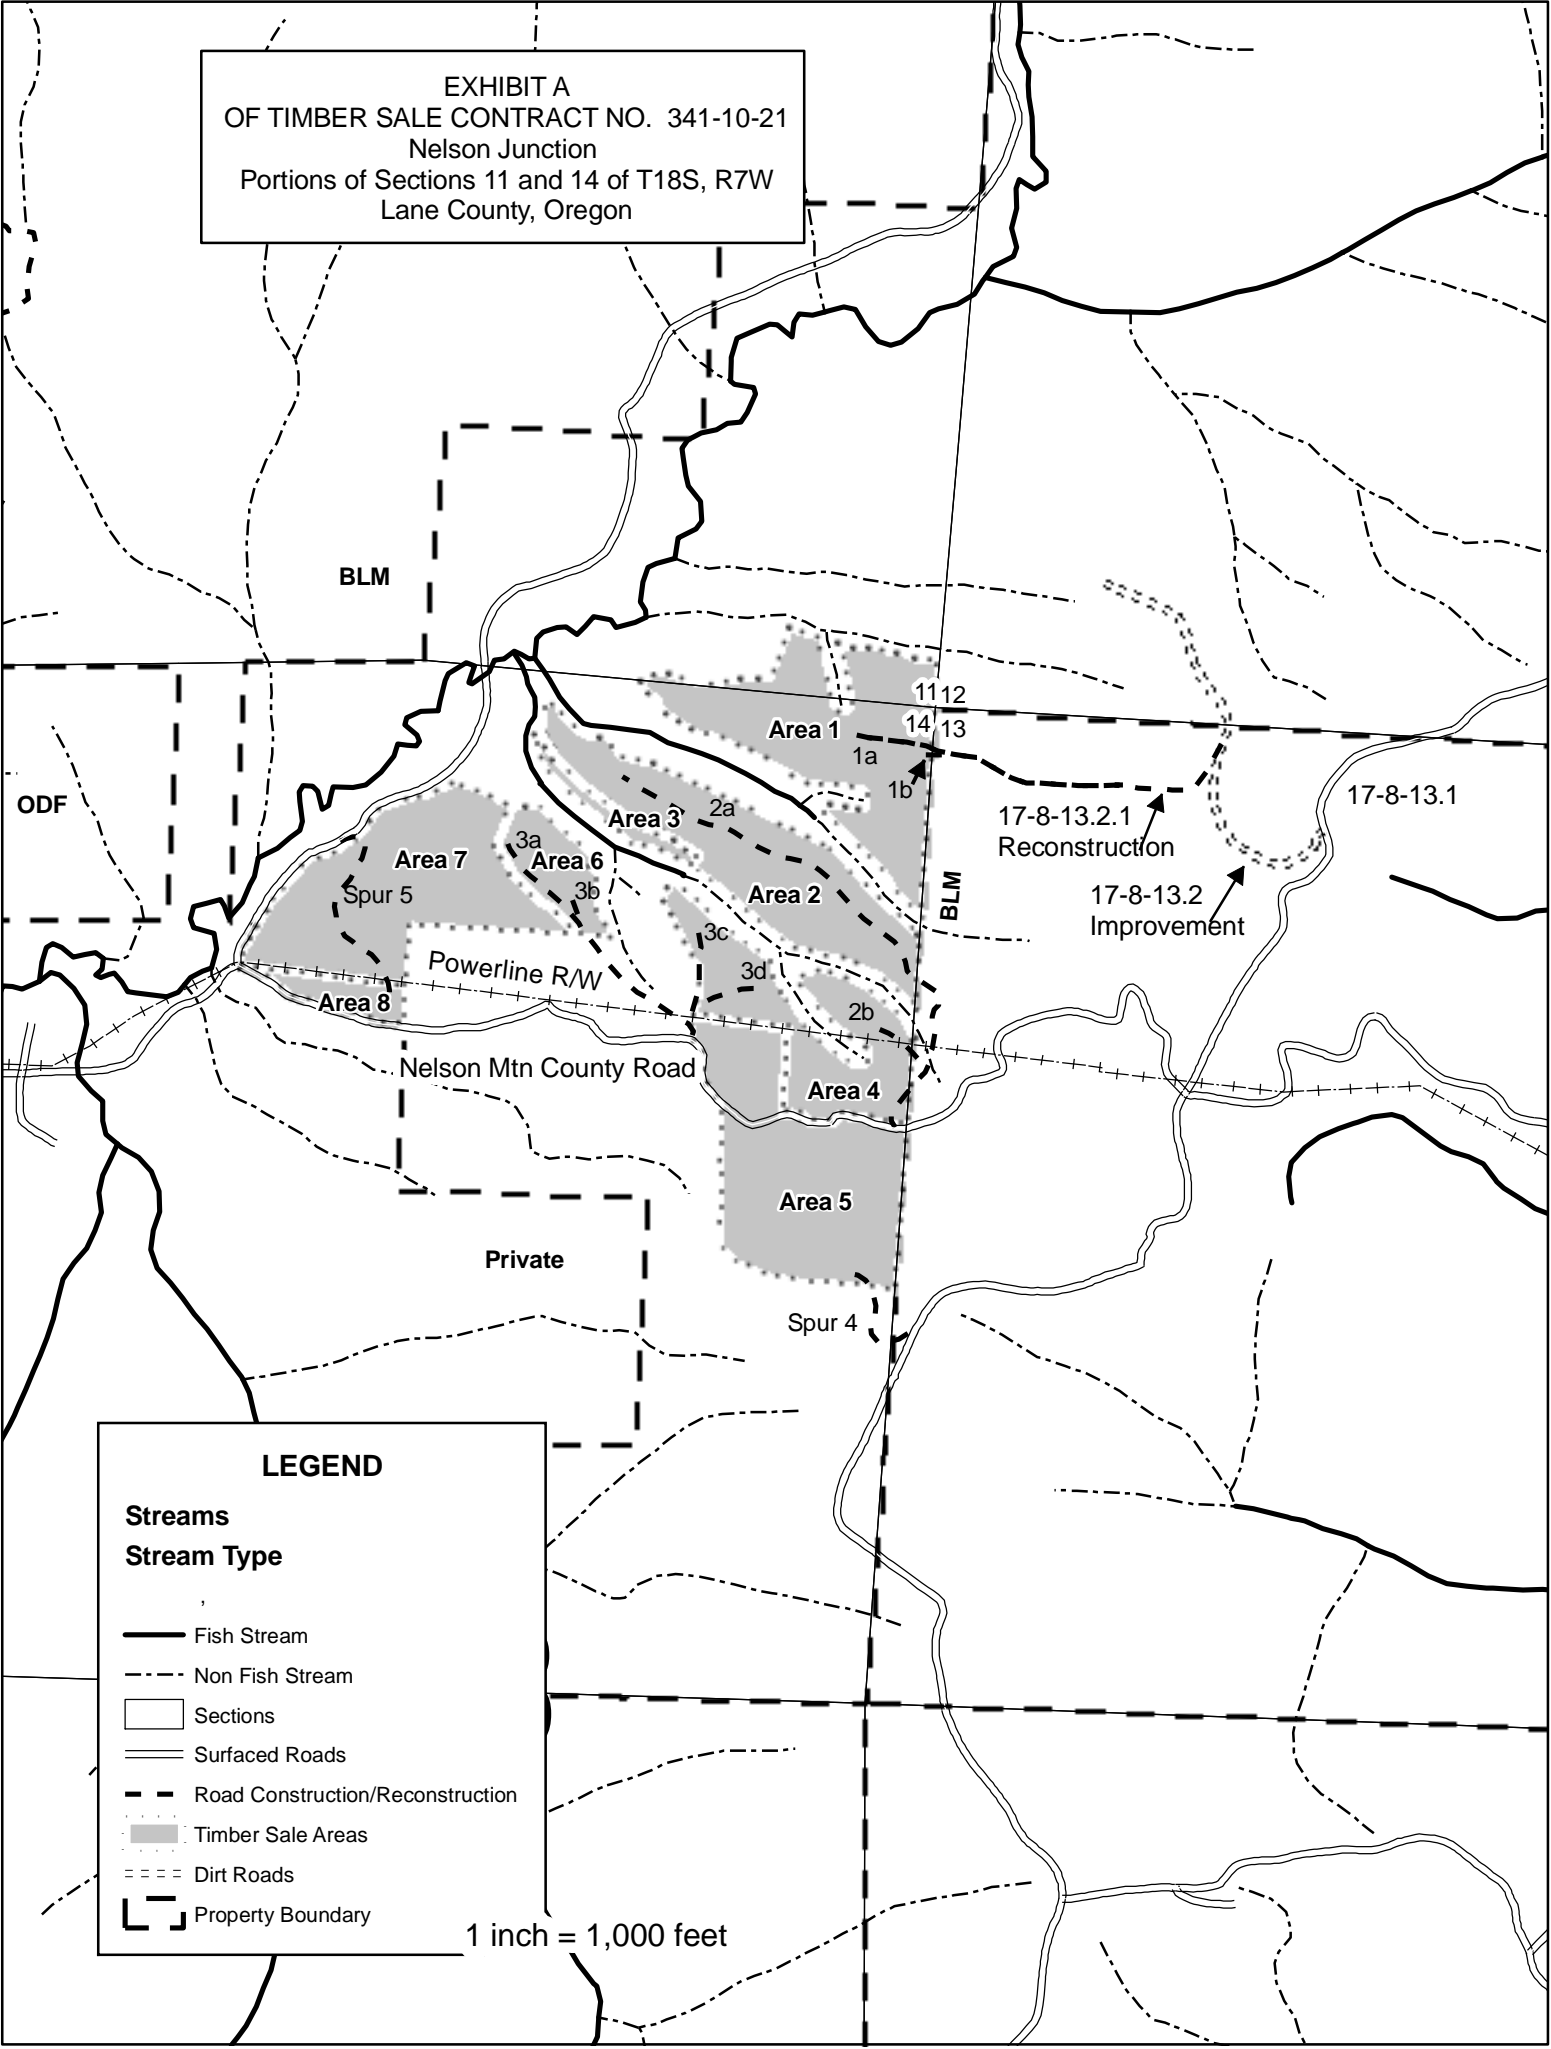 EXHIBIT A
OF TIMBER SALE CONTRACT NO. 341-10-21
Nelson Junction
Portions of Sections 11 and 14 of T18S, R7W
Lane County, Oregon
BLM
11 12
14 13
Area 1
1a
1b
17-8-13.1
17-8-13.2.1
Reconstruction
17-8-13.2
Improvement
ODF
Area 3
2a
Area 7
3a
Area 6
3b
Spur 5
Area 2
BLM
3c
3d
Powerline R/W
Area 8
2b
Nelson Mtn County Road
Area 4
Area 5
Private
Spur 4
LEGEND
Streams
Stream Type
,
Fish Stream
Non Fish Stream
Sections
Surfaced Roads
Road Construction/Reconstruction
Timber Sale Areas
Dirt Roads
Property Boundary
1 inch = 1,000 feet